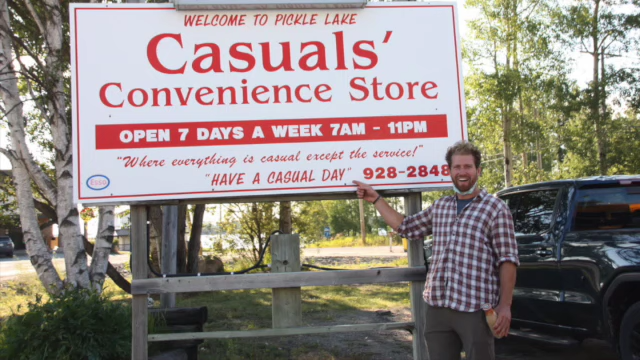 WELCOME TO PICKLE LAKE
Casuals'
Convenience Store
OPEN 7 DAYS A WEEK 7AM - 11PM
"Where everything is casual except the service!"
"HAVE A CASUAL DAY" 928-2848
Esso